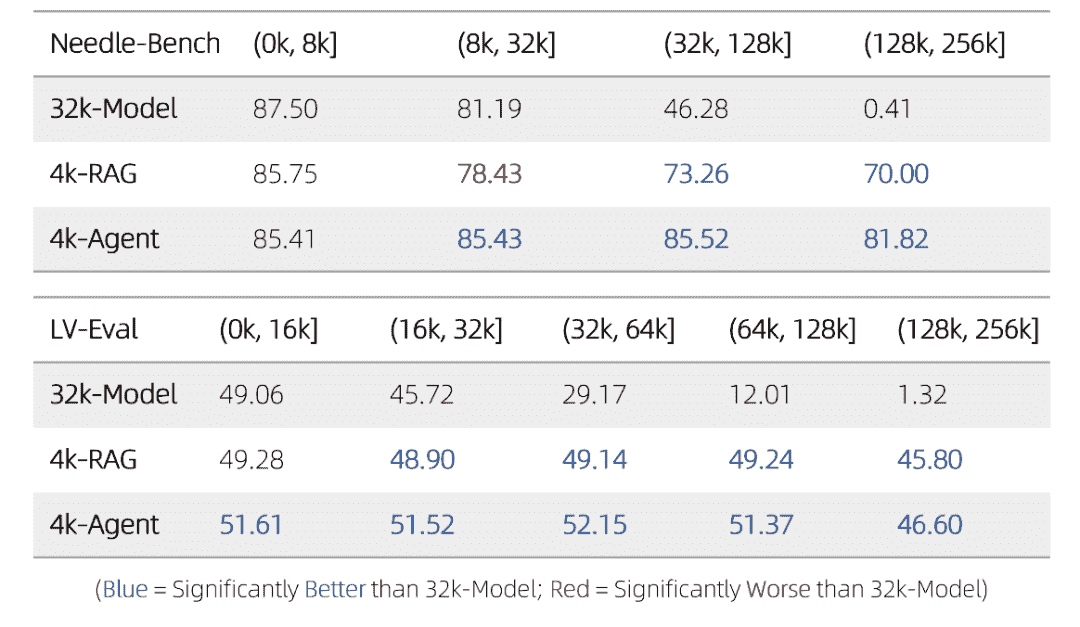 Needle-Bench (0k, 8k] (8k, 32k] (32k, 128k] (128k, 256k]
32k-Model 87.50 81.19 46.28 0.41
4k-RAG 85.75 78.43 73.26 70.00
4k-Agent 85.41 85.43 85.52 81.82
LV-Eval (0k, 16k] (16k, 32k] (32k, 64k] (64k, 128k] (128k, 256k]
32k-Model 49.06 45.72 29.17 12.01 1.32
4k-RAG 49.28 48.90 49.14 49.24 45.80
4k-Agent 51.61 51.52 52.15 51.37 46.60
(Blue = Significantly Better than 32k-Model; Red = Significantly Worse than 32k-Model)